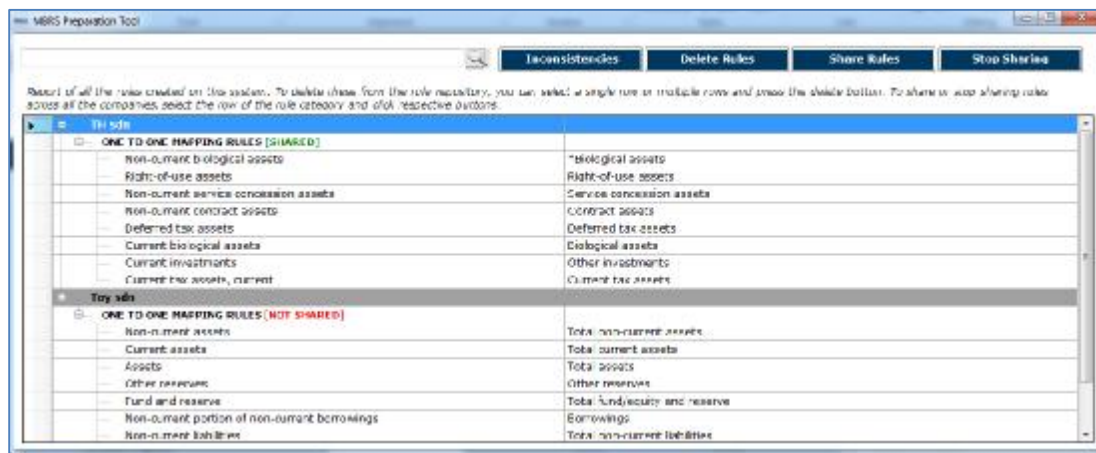 MBRS Preparation Tool
Inconsistencies Delete Rules Share Rules Stop Sharing
Report of all the rules created on this system. To delete these from the rule repository, you can select a single row or multiple rows and press the delete button. To share or stop sharing rules
across all the companies, select the row of the rule category and click respective buttons.
sdn
ONE TO ONE MAPPING RULES [SHARED]
Non-current biological assets *Biological assets
Right-of-use assets Right-of-use assets
Non-current service concession assets Service concession assets
Non-current contract assets Contract assets
Deferred tax assets Deferred tax assets
Current biological assets Biological assets
Current investments Other investments
Current tax assets, current Current tax assets
Toy sdn
ONE TO ONE MAPPING RULES [NOT SHARED]
Non-current assets Total non-current assets
Current assets Total current assets
Assets Total assets
Other reserves Other reserves
Fund and reserve Total fund/equity and reserve
Non-current portion of non-current borrowings Borrowings
Non-current liabilities Total non-current liabilities